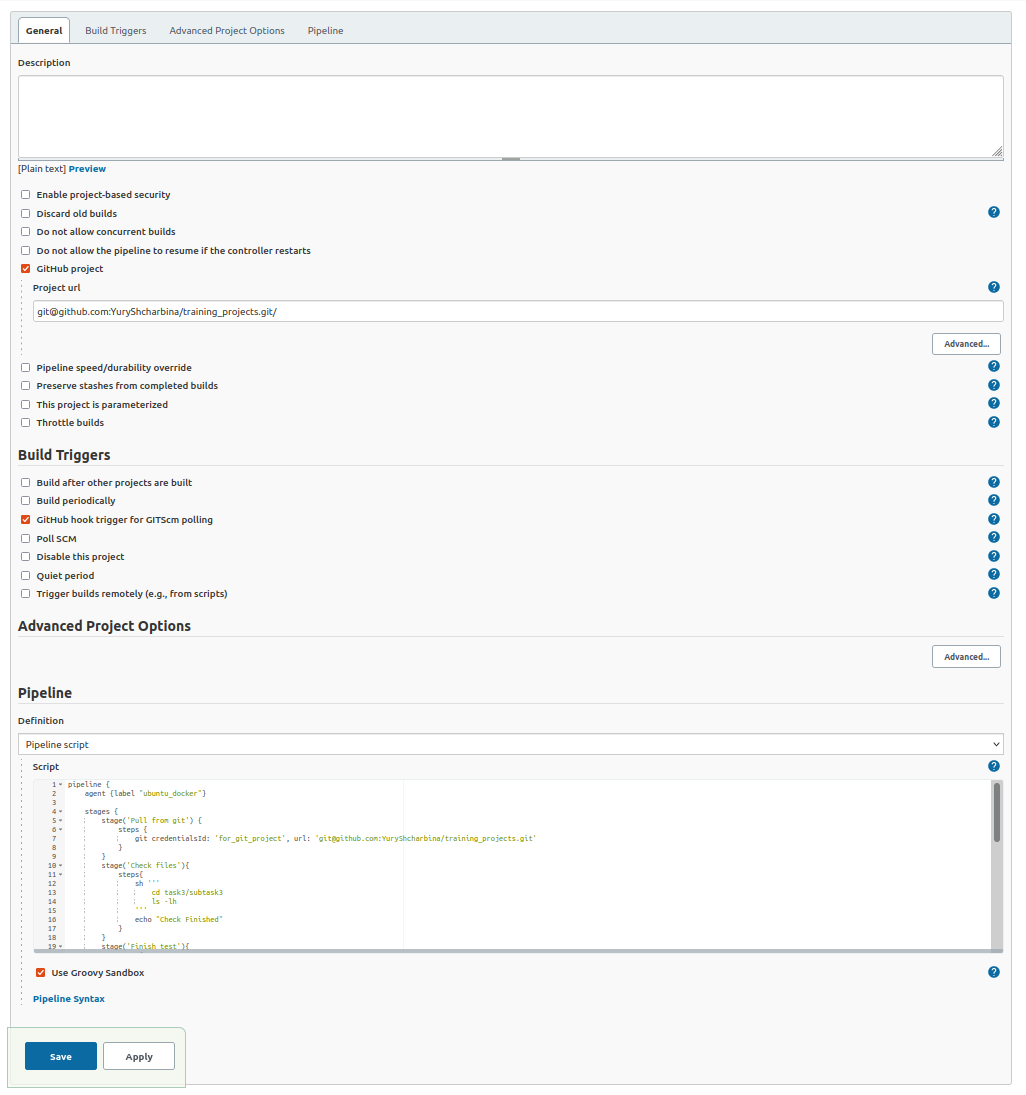 General Build Triggers Advanced Project Options Pipeline
Description
[Plain text] Preview
Enable project-based security
Discard old builds
Do not allow concurrent builds
Do not allow the pipeline to resume if the controller restarts
GitHub project
Project url
git@github.com:YuryShcharbina/training_projects.git/
Advanced...
Pipeline speed/durability override
Preserve stashes from completed builds
This project is parameterized
Throttle builds
Build Triggers
Build after other projects are built
Build periodically
GitHub hook trigger for GITScm polling
Poll SCM
Disable this project
Quiet period
Trigger builds remotely (e.g., from scripts)
Advanced Project Options
Advanced...
Pipeline
Definition
Pipeline script
Script
1 pipeline {
2 agent {label "ubuntu_docker"}
3
4 stages {
5 stage('Pull from git') {
6 steps {
7 git credentialsId: 'for_git_project', url: 'git@github.com:YuryShcharbina/training_projects.git'
8 }
9 }
10 stage('Check files'){
11 steps{
12 sh '''
13 cd task3/subtask3
14 ls -lh
15 '''
16 echo "Check Finished"
17 }
18 }
19 stage('Finish test'){
Use Groovy Sandbox
Pipeline Syntax
Save Apply